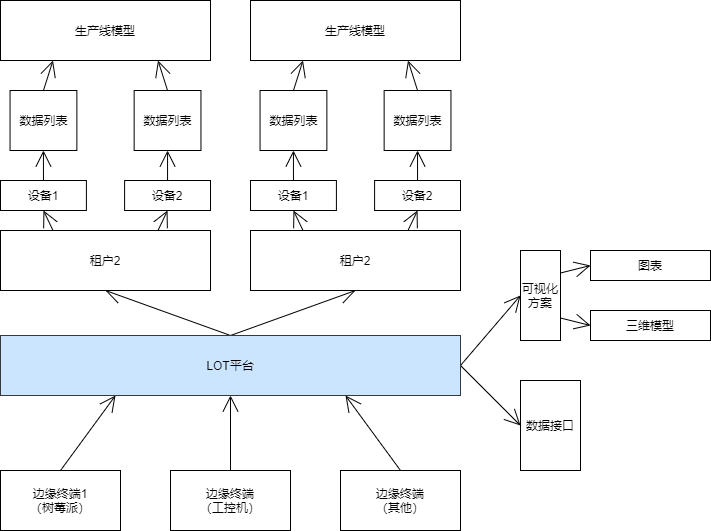 生产线模型
生产线模型
数据列表
数据列表
数据列表
数据列表
设备1
设备2
设备1
设备2
租户2
租户2
可视化
方案
图表
三维模型
LOT平台
数据接口
边缘终端1
（树莓派）
边缘终端
（工控机）
边缘终端
（其他）